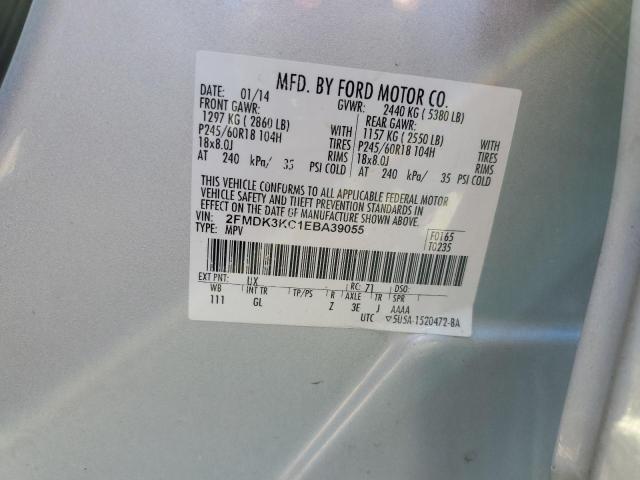 MFD. BY FORD MOTOR CO.
DATE: 01/14 GVWR: 2440 KG ( 5380 LB)
FRONT GAWR: REAR GAWR:
1297 KG ( 2860 LB) WITH 1157 KG ( 2550 LB) WITH
P245/60R18 104H TIRES P245/60R18 104H TIRES
18x8.0J RIMS 18x8.0J RIMS
AT 240 kPa/ 35 PSI COLD AT 240 kPa/ 35 PSI COLD
THIS VEHICLE CONFORMS TO ALL APPLICABLE FEDERAL MOTOR
VEHICLE SAFETY AND THEFT PREVENTION STANDARDS IN
EFFECT ON THE DATE OF MANUFACTURE SHOWN ABOVE.
VIN: 2FMDK3KC1EBA39055 F0165
TYPE: MPV T0235
EXT PNT: UX RC: 71 DSO:
WB INT TR TP/PS R AXLE TR SPR
111 GL Z 3E J AAAA
UTC ▽5U5A-1520472-BA